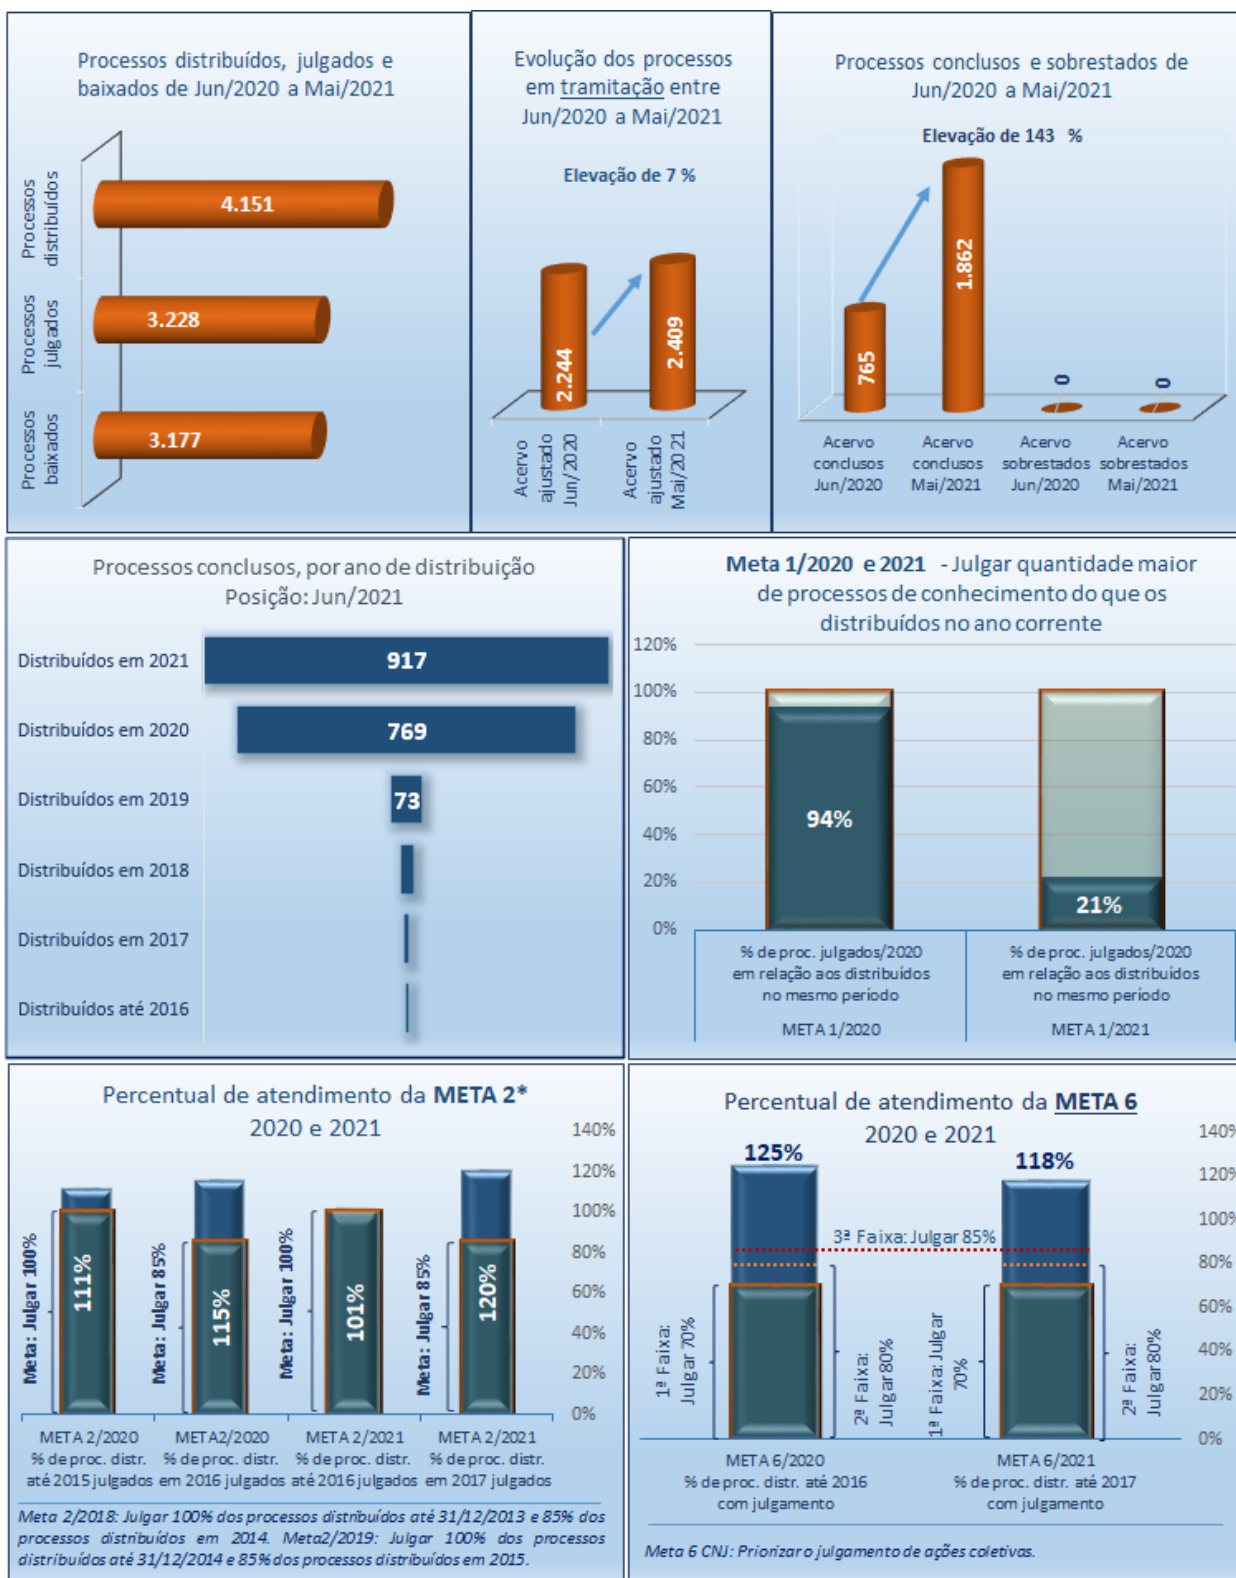 Processos distribuídos, julgados e
baixados de Jun/2020 a Mai/2021
Processos
distribuídos
4.151
Processos
julgados
3.228
Processos
baixados
3.177
Evolução dos processos
em tramitação entre
Jun/2020 a Mai/2021
Elevação de 7 %
2.244
2.409
Acervo
ajustado
Jun/2020
Acervo
ajustado
Mai/2021
Processos conclusos e sobrestados de
Jun/2020 a Mai/2021
Elevação de 143 %
765
1.862
0
0
Acervo
conclusos
Jun/2020
Acervo
conclusos
Mai/2021
Acervo
sobrestados
Jun/2020
Acervo
sobrestados
Mai/2021
Processos conclusos, por ano de distribuição
Posição: Jun/2021
Distribuídos em 2021
917
Distribuídos em 2020
769
Distribuídos em 2019
73
Distribuídos em 2018
Distribuídos em 2017
Distribuídos até 2016
Meta 1/2020 e 2021 - Julgar quantidade maior
de processos de conhecimento do que os
distribuídos no ano corrente
120%
100%
80%
60%
40%
20%
0%
94%
21%
% de proc. julgados/2020
em relação aos distribuídos
no mesmo período
META 1/2020
% de proc. julgados/2020
em relação aos distribuídos
no mesmo período
META 1/2021
Percentual de atendimento da META 2*
2020 e 2021
140%
120%
100%
80%
60%
40%
20%
0%
Meta: Julgar 100%
111%
Meta: Julgar 85%
115%
Meta: Julgar 100%
101%
Meta: Julgar 85%
120%
META 2/2020
% de proc. distr.
até 2015 julgados
META2/2020
% de proc. distr.
em 2016 julgados
META 2/2021
% de proc. distr.
até 2016 julgados
META 2/2021
% de proc. distr.
em 2017 julgados
Meta 2/2018: Julgar 100% dos processos distribuídos até 31/12/2013 e 85% dos
processos distribuídos em 2014. Meta2/2019: Julgar 100% dos processos
distribuídos até 31/12/2014 e 85% dos processos distribuídos em 2015.
Percentual de atendimento da META 6
2020 e 2021
140%
120%
100%
80%
60%
40%
20%
0%
125%
118%
3ª Faixa: Julgar 85%
1ª Faixa:
Julgar 70%
2ª Faixa:
Julgar 80%
1ª Faixa: Julgar
70%
2ª Faixa:
Julgar 80%
META 6/2020
% de proc. distr. até 2016
com julgamento
META 6/2021
% de proc. distr. até 2017
com julgamento
Meta 6 CNJ: Priorizar o julgamento de ações coletivas.